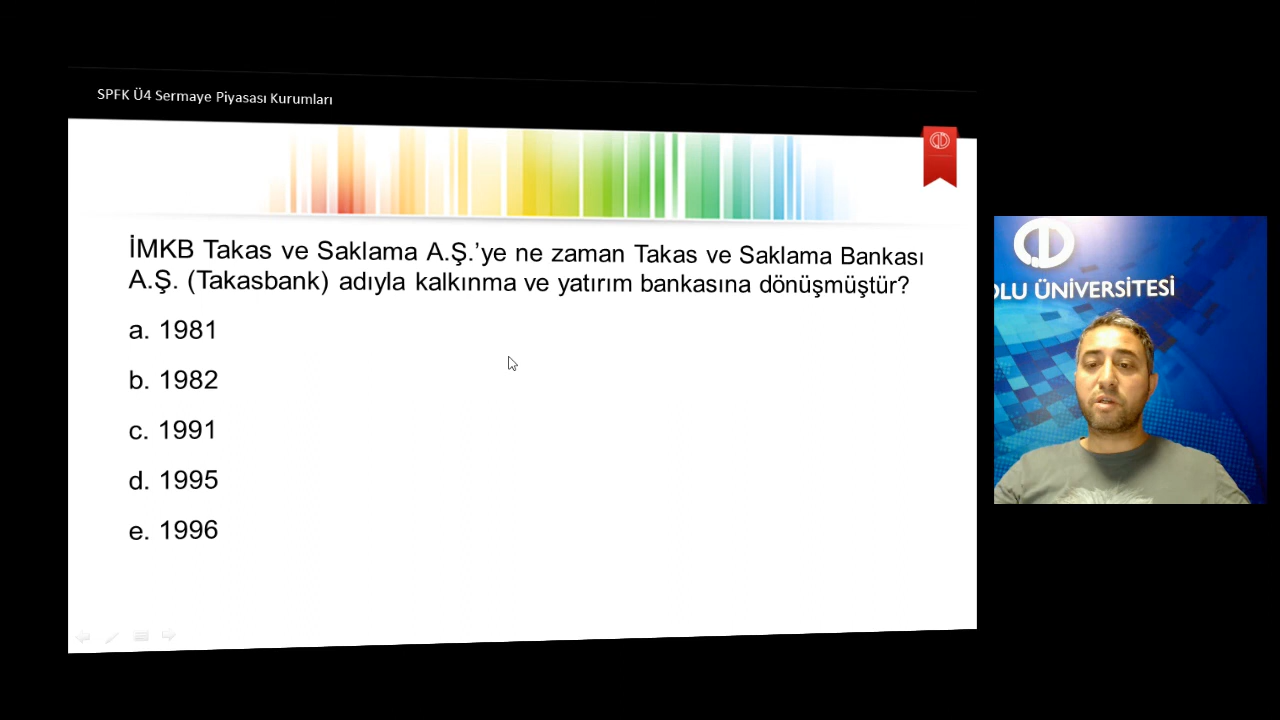 SPFK Ü4 Sermaye Piyasası Kurumları
İMKB Takas ve Saklama A.Ş.’ye ne zaman Takas ve Saklama Bankası
A.Ş. (Takasbank) adıyla kalkınma ve yatırım bankasına dönüşmüştür?
a. 1981
b. 1982
c. 1991
d. 1995
e. 1996
OLU ÜNİVERSİTESİ